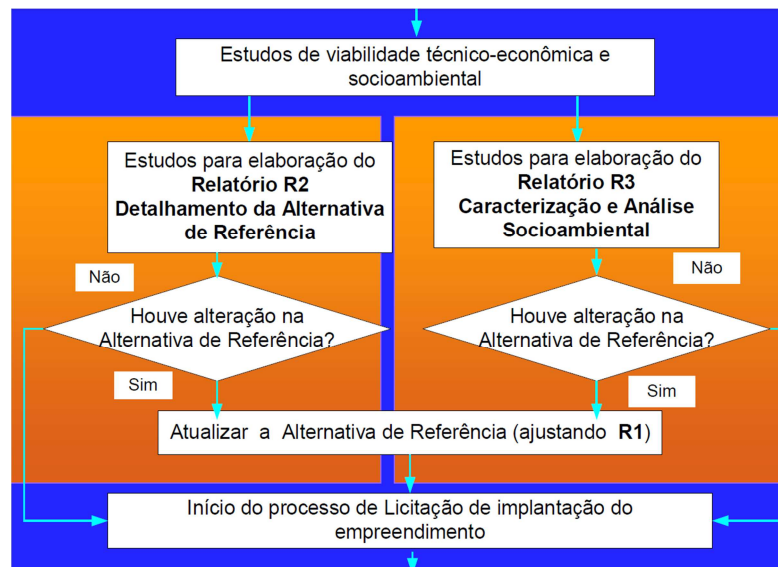 Estudos de viabilidade técnico-econômica e
socioambiental
Estudos para elaboração do
Relatório R2
Detalhamento da Alternativa
de Referência
Estudos para elaboração do
Relatório R3
Caracterização e Análise
Socioambiental
Não
Não
Houve alteração na
Alternativa de Referência?
Houve alteração na
Alternativa de Referência?
Sim
Sim
Atualizar a Alternativa de Referência (ajustando R1)
Início do processo de Licitação de implantação do
empreendimento